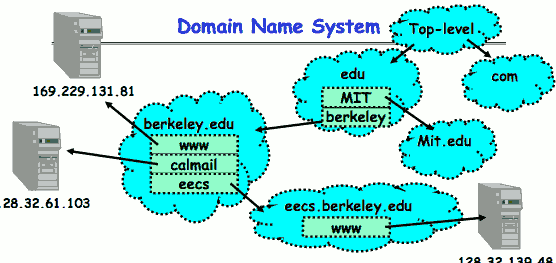 Domain Name System
Top-level
com
edu
MIT
berkeley
Mit.edu
169.229.131.81
berkeley.edu
www
calmail
eecs
28.32.61.103
eecs.berkeley.edu
www
128.32.139.48